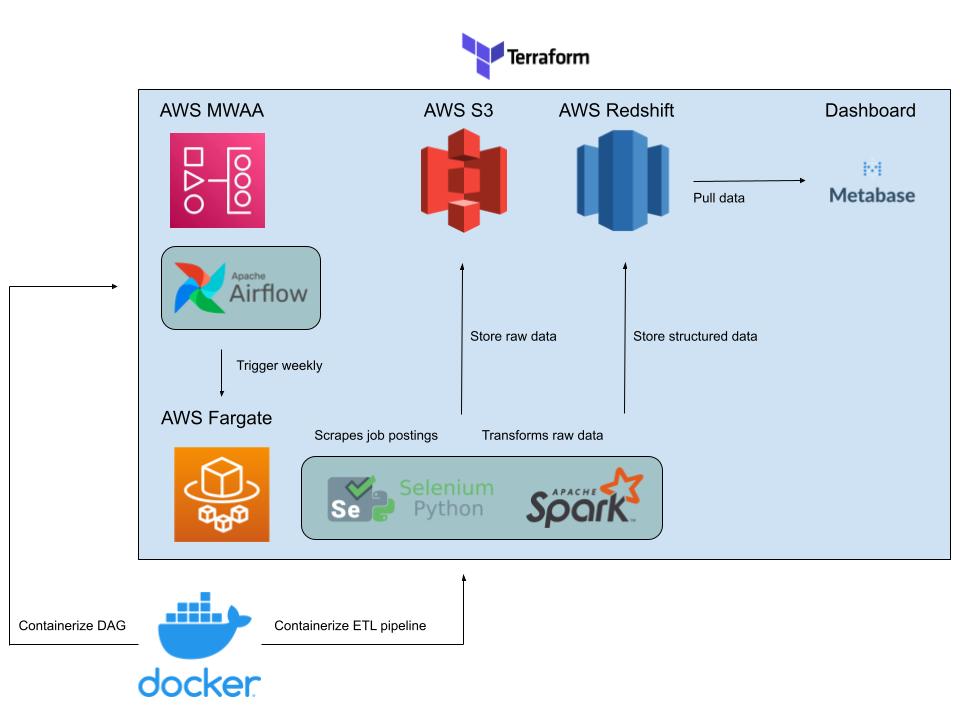 Terraform
AWS MWAA
AWS S3
AWS Redshift
Dashboard
Metabase
Pull data
Apache
Airflow
Store raw data
Store structured data
Trigger weekly
AWS Fargate
Scrapes job postings
Transforms raw data
Se
Selenium
Python
APACHE
Spark
TM
Containerize DAG
Containerize ETL pipeline
docker